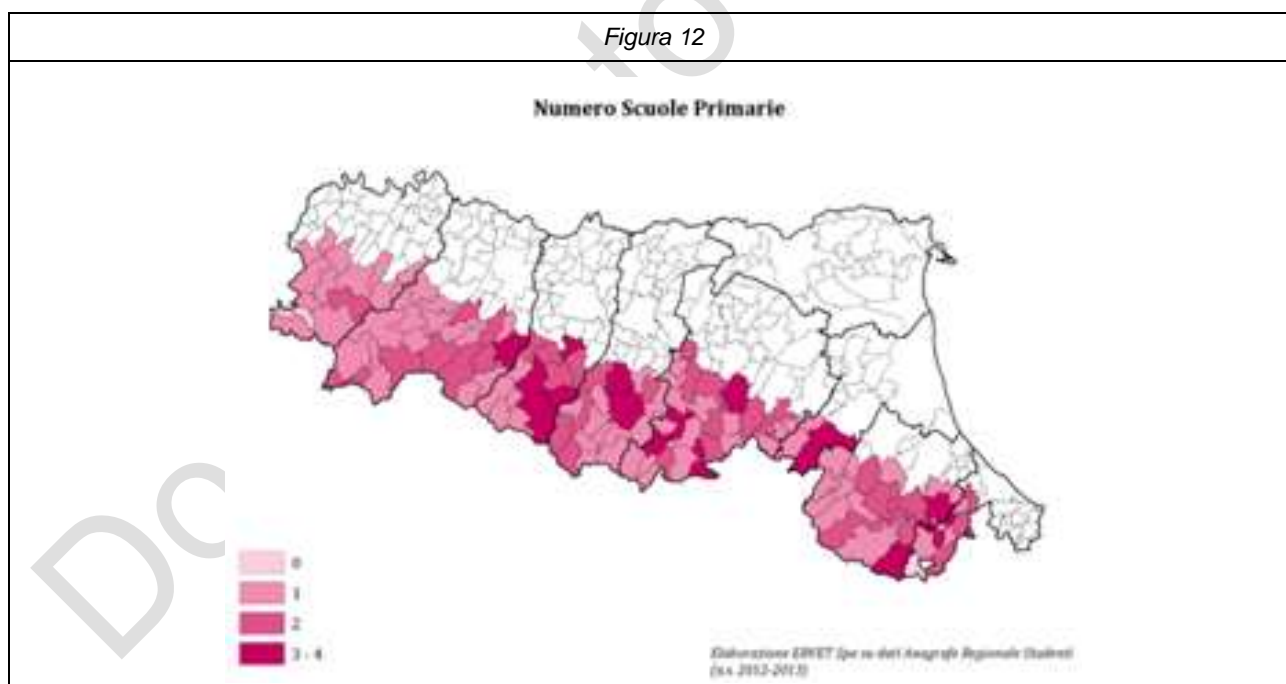 Figura 12
Numero Scuole Primarie
0
1
2
3 - 4
Elaborazione ERVET Spa su dati Anagrafe Regionale Studenti
(a.s. 2012-2013)